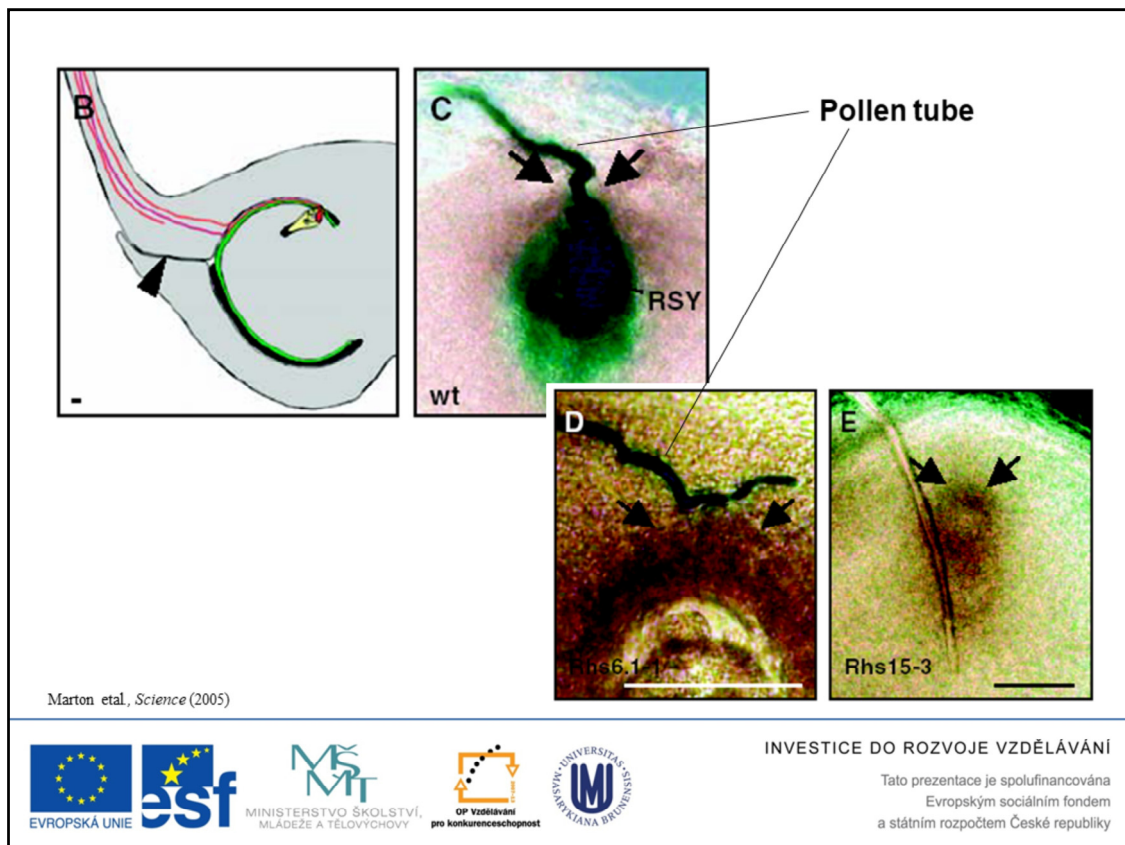 B
C
Pollen tube
RSY
wt
D
E
Rhs6.1-1
Rhs15-3
Marton etal., Science (2005)
EVROPSKÁ UNIE
esf
MŠMT
MINISTERSTVO ŠKOLSTVÍ,
MLÁDEŽE A TĚLOVÝCHOVY
OP Vzdělávání
pro konkurenceschopnost
UNIVERSITAS
MASARYKIANA BRUNENSIS
INVESTICE DO ROZVOJE VZDĚLÁVÁNÍ
Tato prezentace je spolufinancována
Evropským sociálním fondem
a státním rozpočtem České republiky